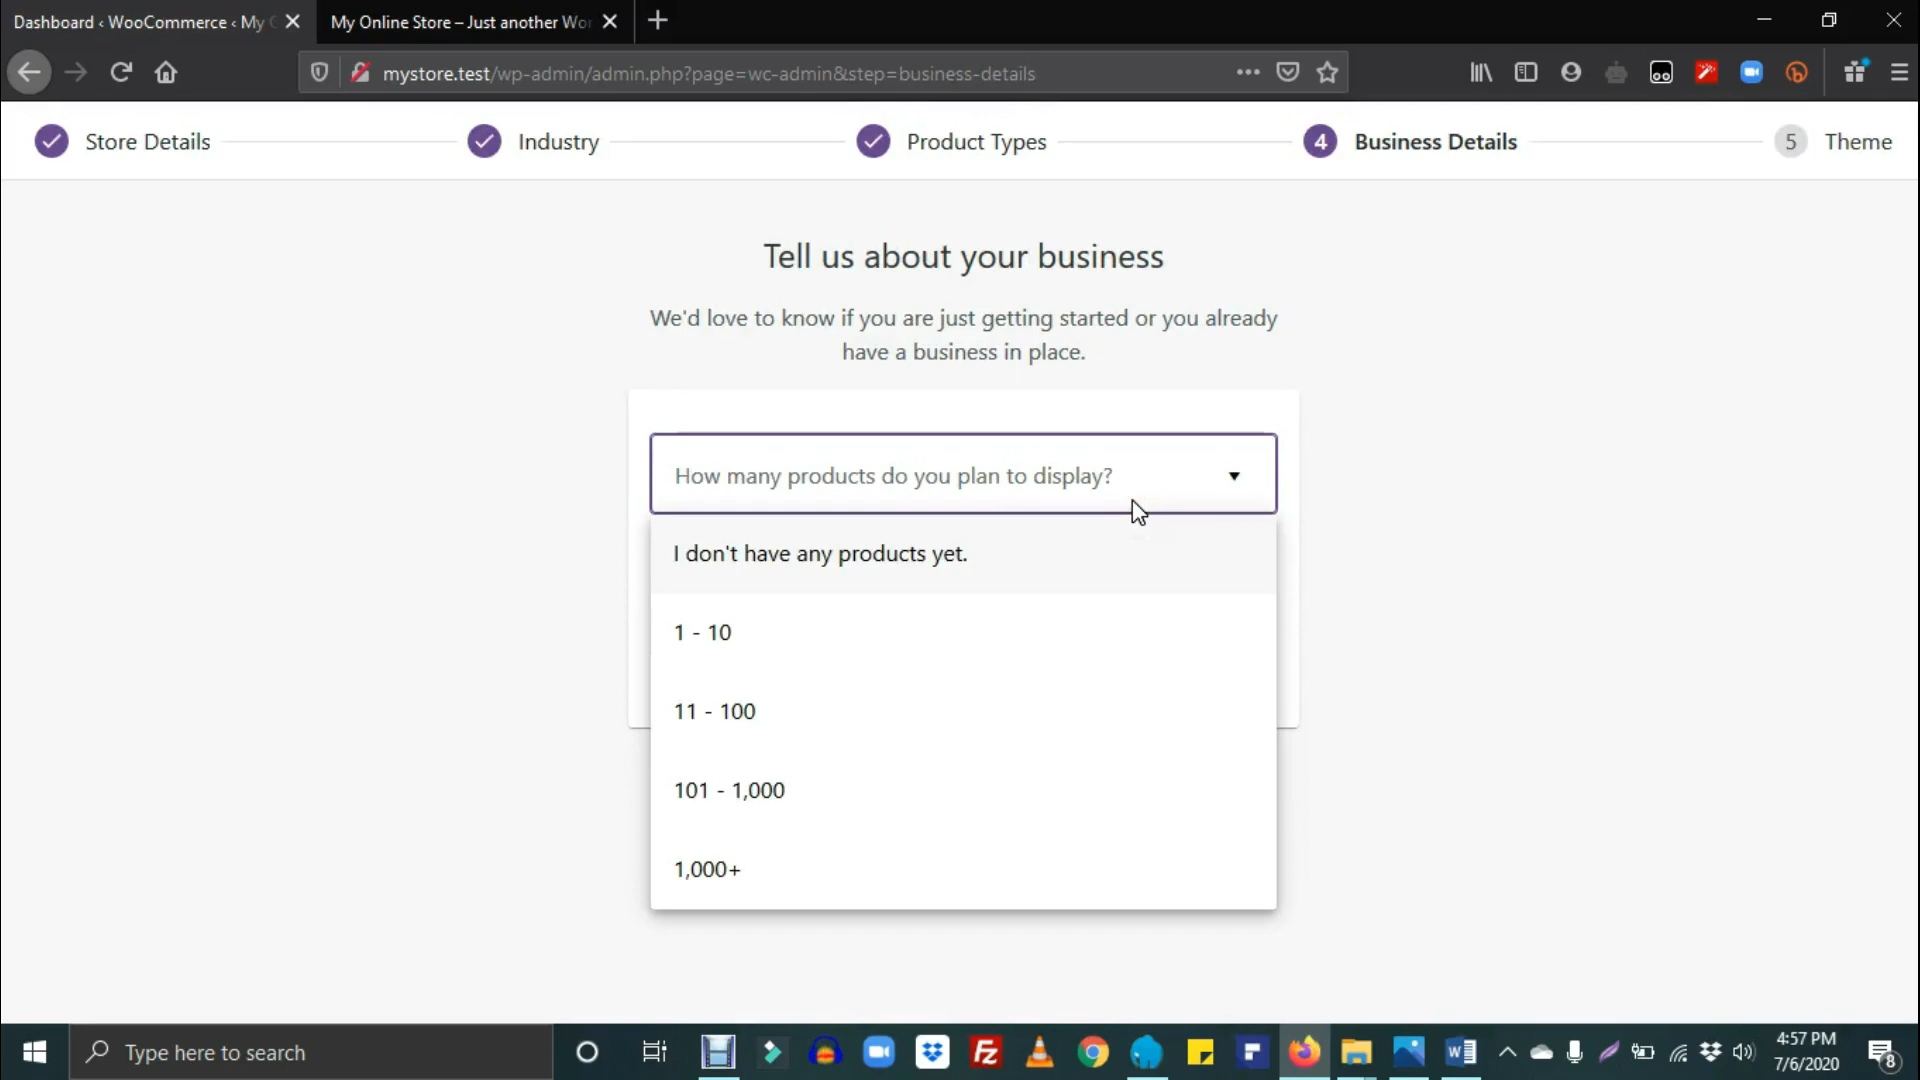 Dashboard ‹ WooCommerce ‹ My
My Online Store – Just another Wor
mystore.test/wp-admin/admin.php?page=wc-admin&step=business-details
Store Details
Industry
Product Types
4 Business Details
5 Theme
Tell us about your business
We'd love to know if you are just getting started or you already
have a business in place.
How many products do you plan to display?
I don't have any products yet.
1 - 10
11 - 100
101 - 1,000
1,000+
Type here to search
4:57 PM
7/6/2020
8